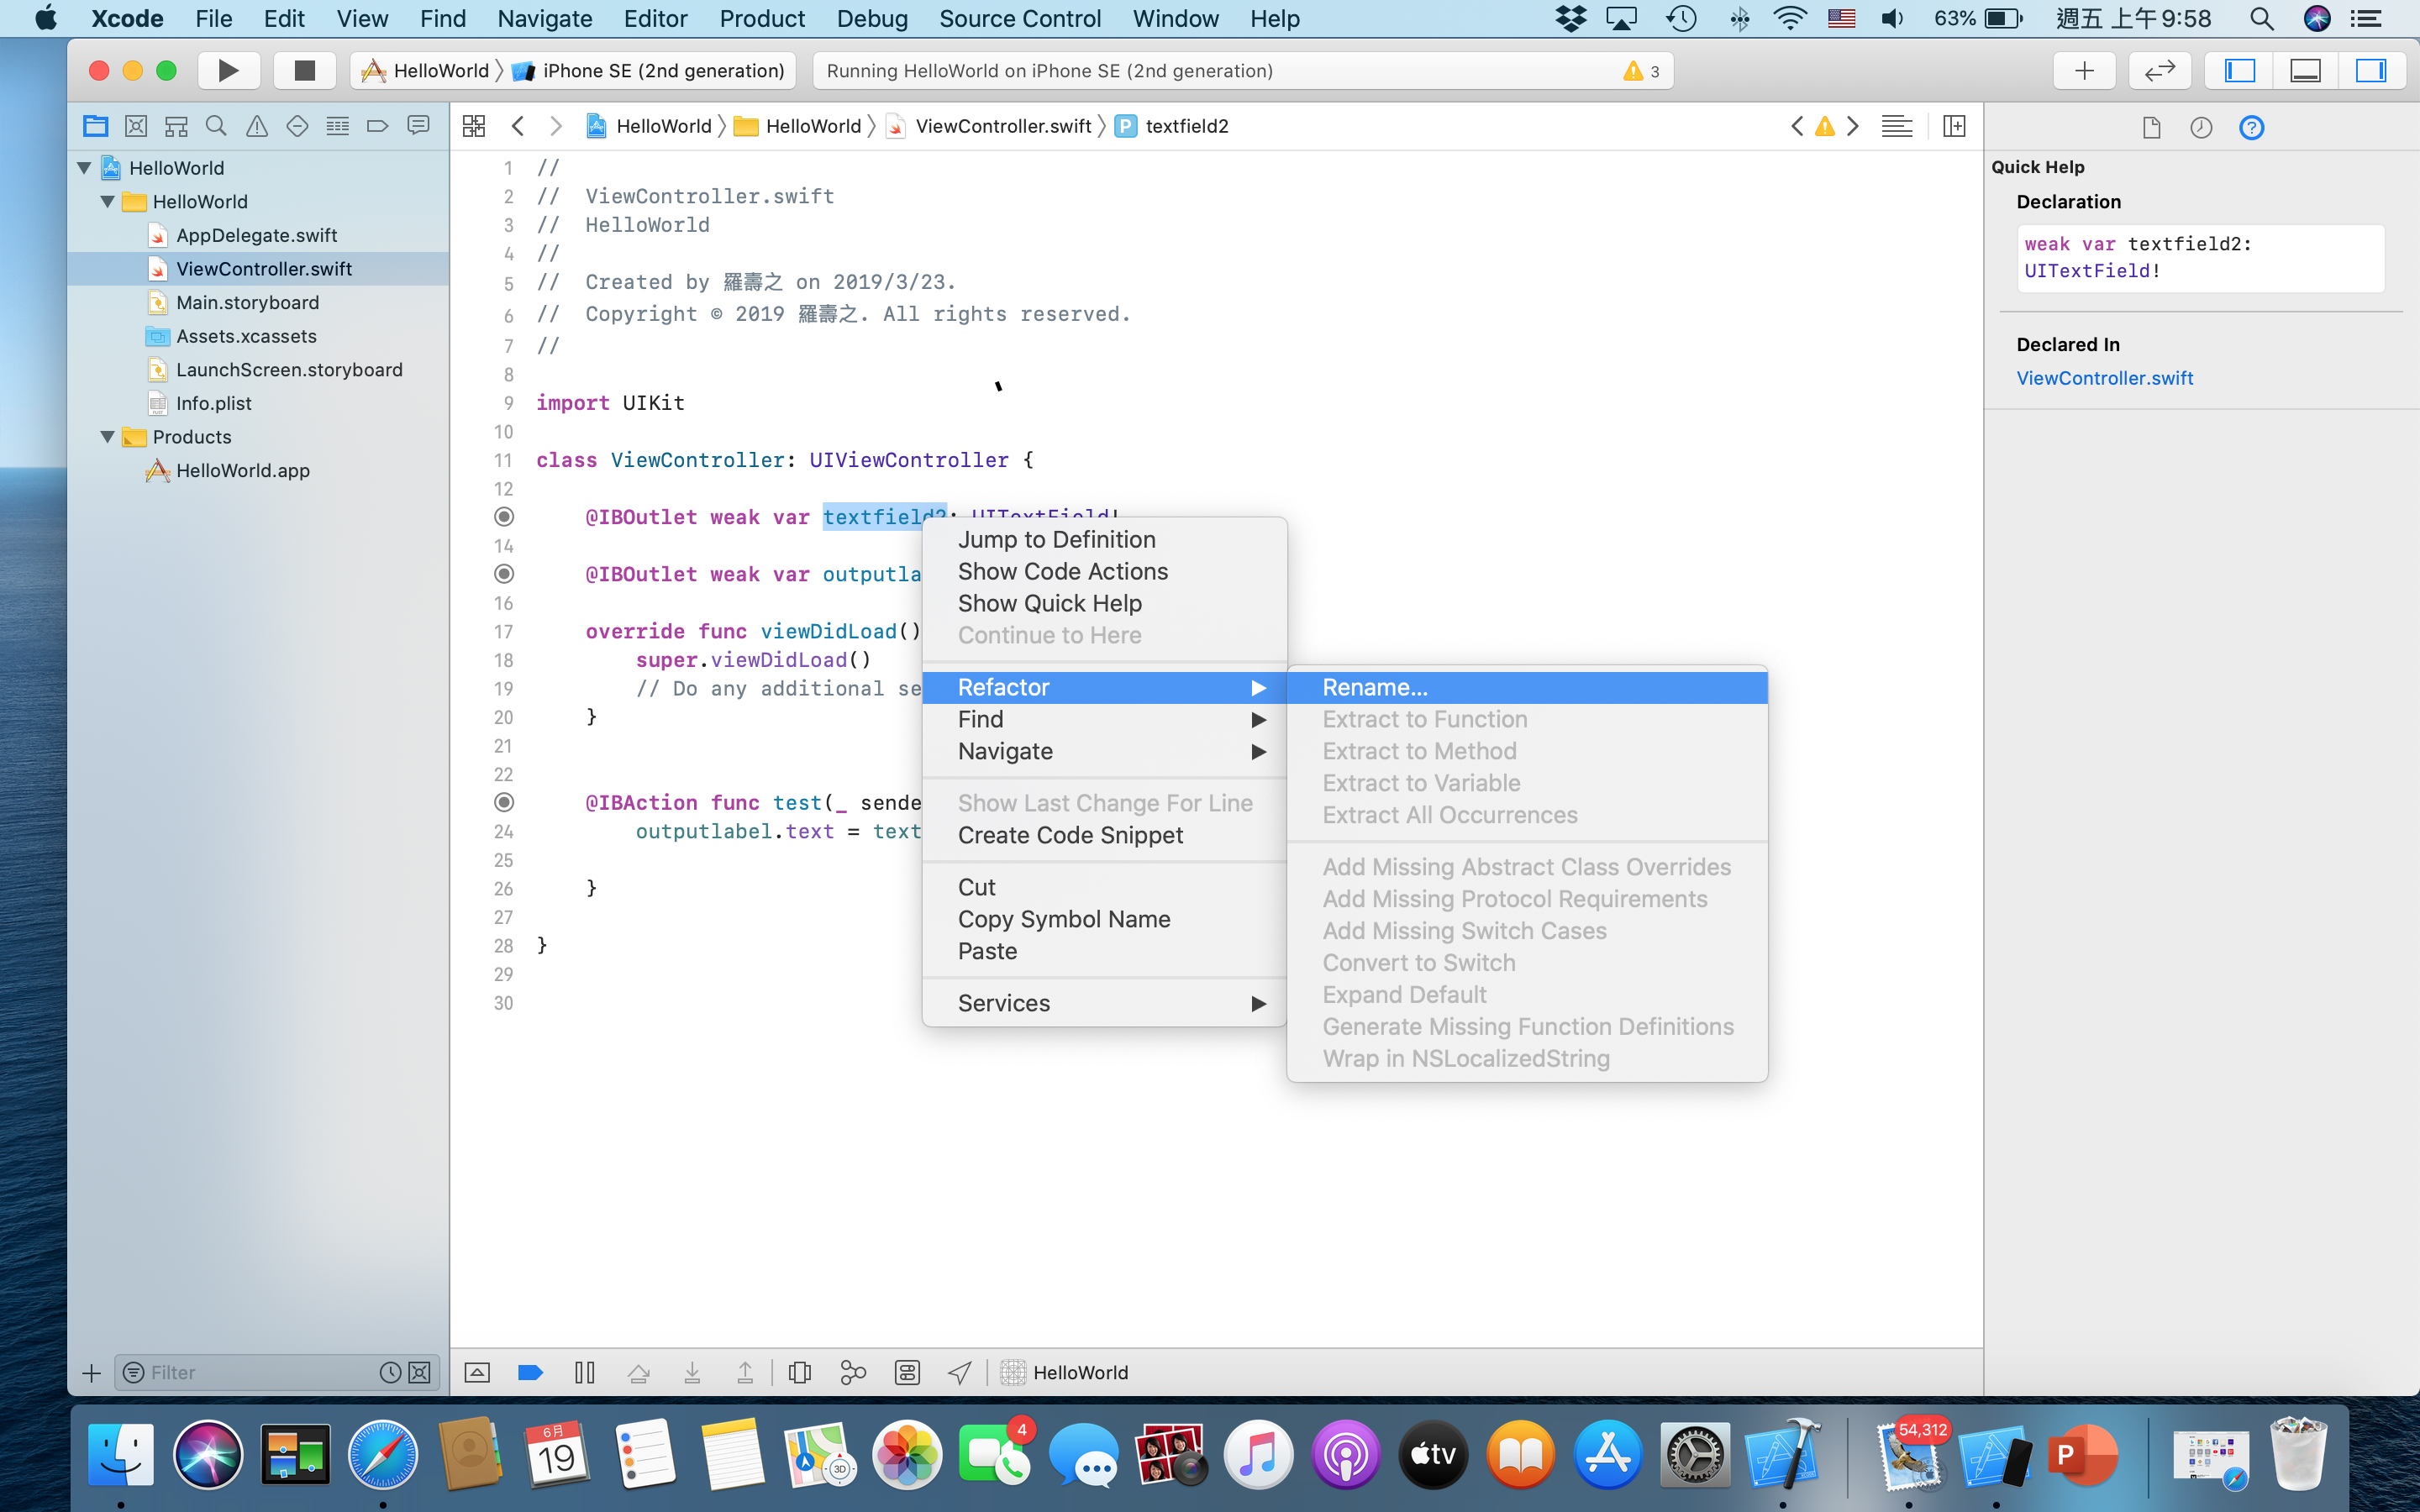 Xcode File Edit View Find Navigate Editor Product Debug Source Control Window Help 63% 週五 上午9:58
HelloWorld iPhone SE (2nd generation) Running HelloWorld on iPhone SE (2nd generation) 3
HelloWorld HelloWorld ViewController.swift P textfield2
HelloWorld
HelloWorld
AppDelegate.swift
ViewController.swift
Main.storyboard
Assets.xcassets
LaunchScreen.storyboard
Info.plist
Products
HelloWorld.app
1 //
2 // ViewController.swift
3 // HelloWorld
4 //
5 // Created by 羅壽之 on 2019/3/23.
6 // Copyright © 2019 羅壽之. All rights reserved.
7 //
8
9 import UIKit
10
11 class ViewController: UIViewController {
12
@IBOutlet weak var textfield2: UITextField!
14
@IBOutlet weak var outputla
16
17 override func viewDidLoad()
18 super.viewDidLoad()
19 // Do any additional se
20 }
21
22
@IBAction func test(_ sende
24 outputlabel.text = text
25
26 }
27
28 }
29
30
Jump to Definition
Show Code Actions
Show Quick Help
Continue to Here
Refactor
Find
Navigate
Show Last Change For Line
Create Code Snippet
Cut
Copy Symbol Name
Paste
Services
Rename...
Extract to Function
Extract to Method
Extract to Variable
Extract All Occurrences
Add Missing Abstract Class Overrides
Add Missing Protocol Requirements
Add Missing Switch Cases
Convert to Switch
Expand Default
Generate Missing Function Definitions
Wrap in NSLocalizedString
Quick Help
Declaration
weak var textfield2:
UITextField!
Declared In
ViewController.swift
Filter
HelloWorld
6月
19
3D
4
tv
54,312
P